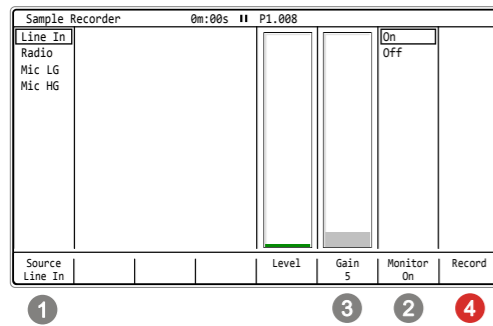 Sample Recorder 0m:00s II P1.008
Line In On
Radio Off
Mic LG
Mic HG
Source Level Gain Monitor Record
Line In 5 On
1 3 2 4